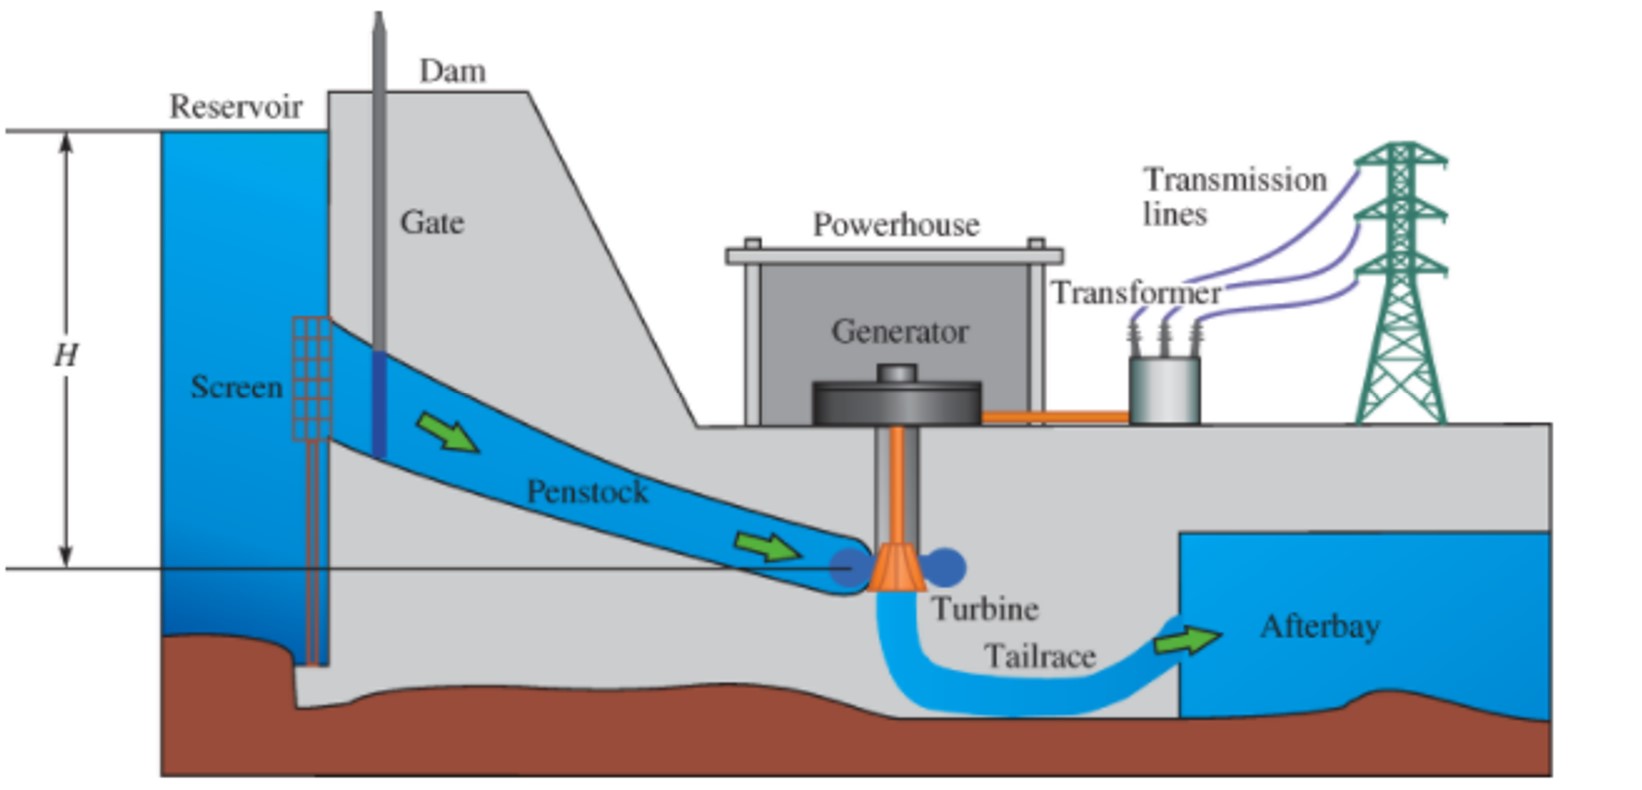 Dam
Reservoir
Gate
Transmission
lines
Powerhouse
Transformer
Generator
H
Screen
Penstock
Turbine
Afterbay
Tailrace